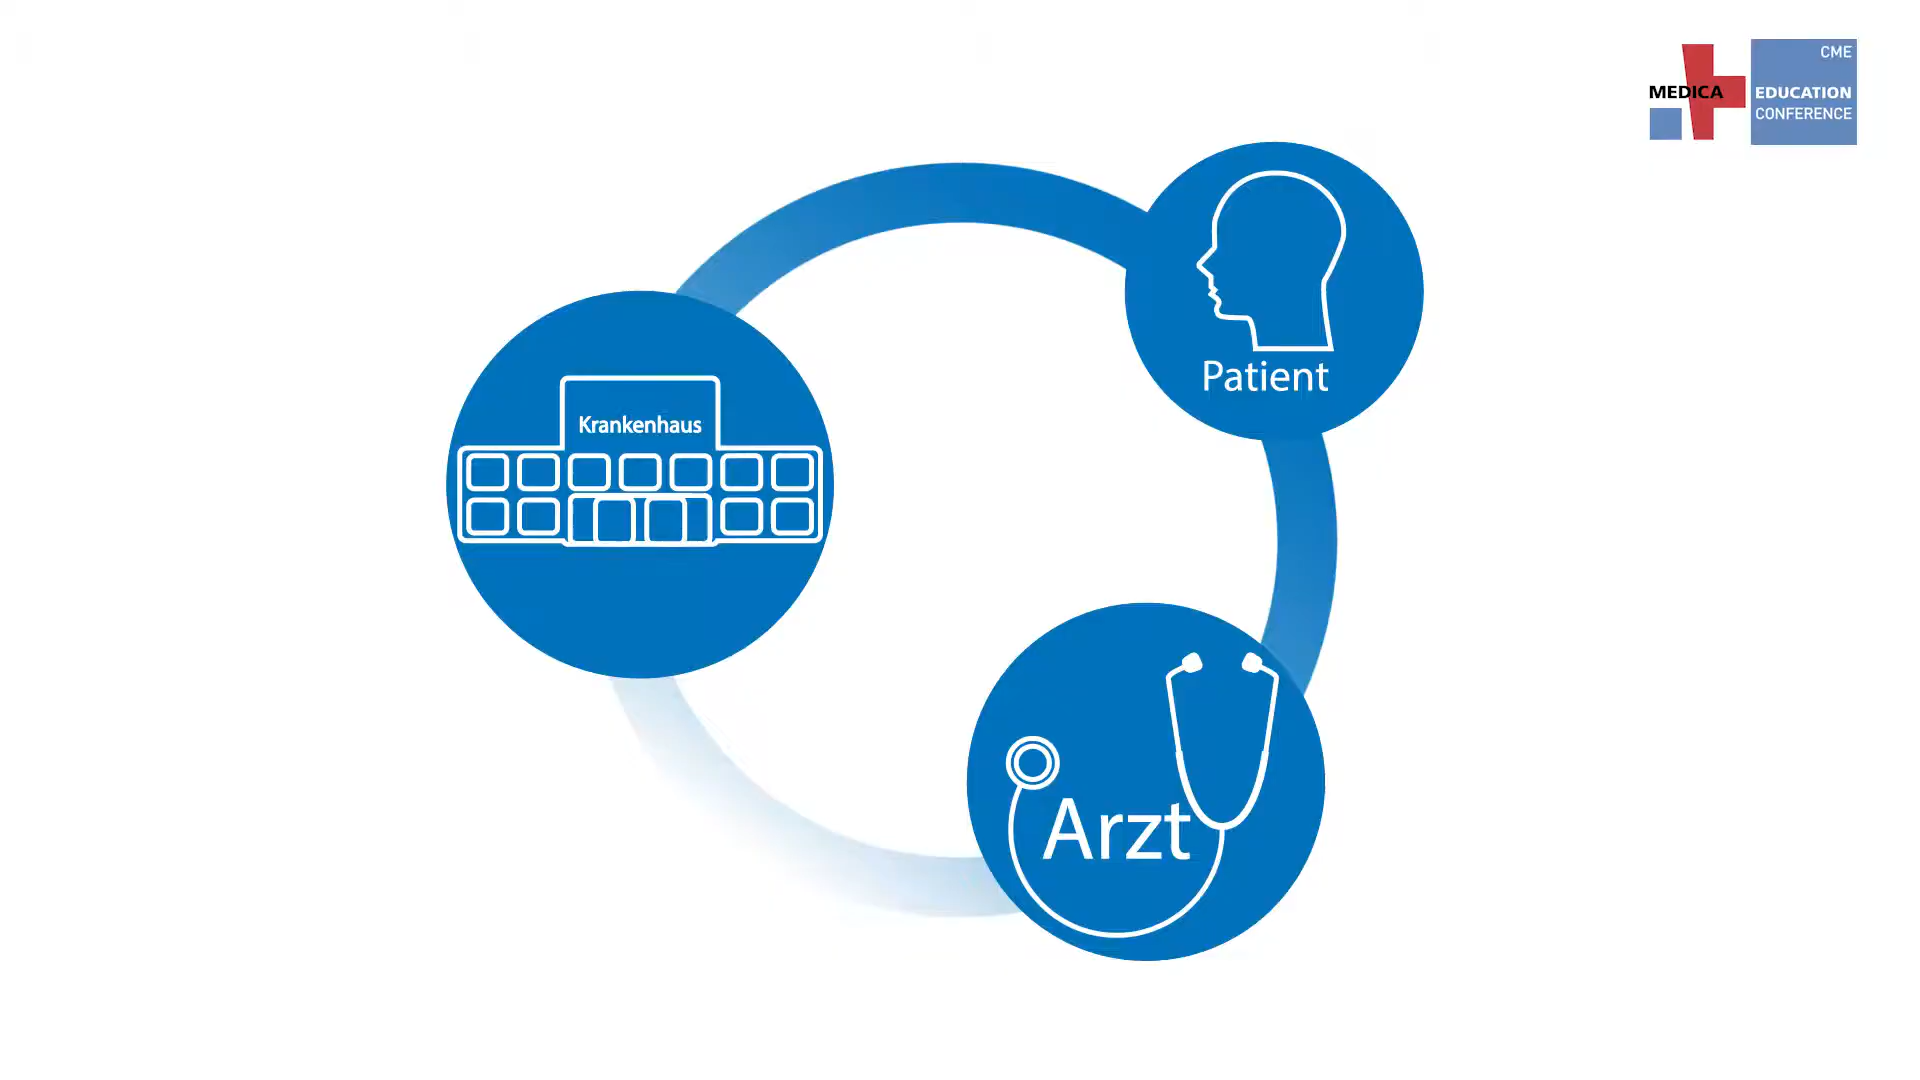 CME
MEDICA
EDUCATION
CONFERENCE
Patient
Krankenhaus
Arzt